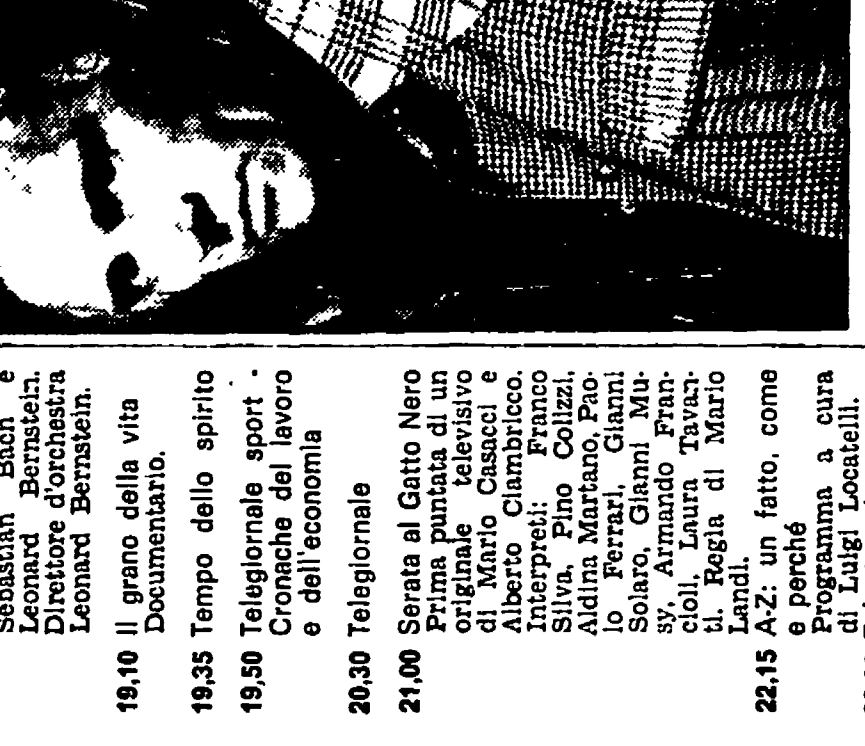 Sebastian Bach e
Leonard Bernstein.
Direttore d'orchestra
Leonard Bernstein.
19,10 Il grano della vita
Documentario.
19,35 Tempo dello spirito
19,50 Telegiornale sport -
Cronache del lavoro
e dell'economia
20,30 Telegiornale
21,00 Serata al Gatto Nero
Prima puntata di un
originale televisivo
di Mario Casacci e
Alberto Ciambricco.
Interpreti: Franco
Silva, Pino Colizzi,
Aldina Martano, Pao-
lo Ferrari, Gianni
Solaro, Gianni Mu-
sy, Armando Fran-
cioli, Laura Tavan-
ti. Regia di Mario
Landi.
22,15 A-Z: un fatto, come
e perché
Programma a cura
di Luigi Locatelli.